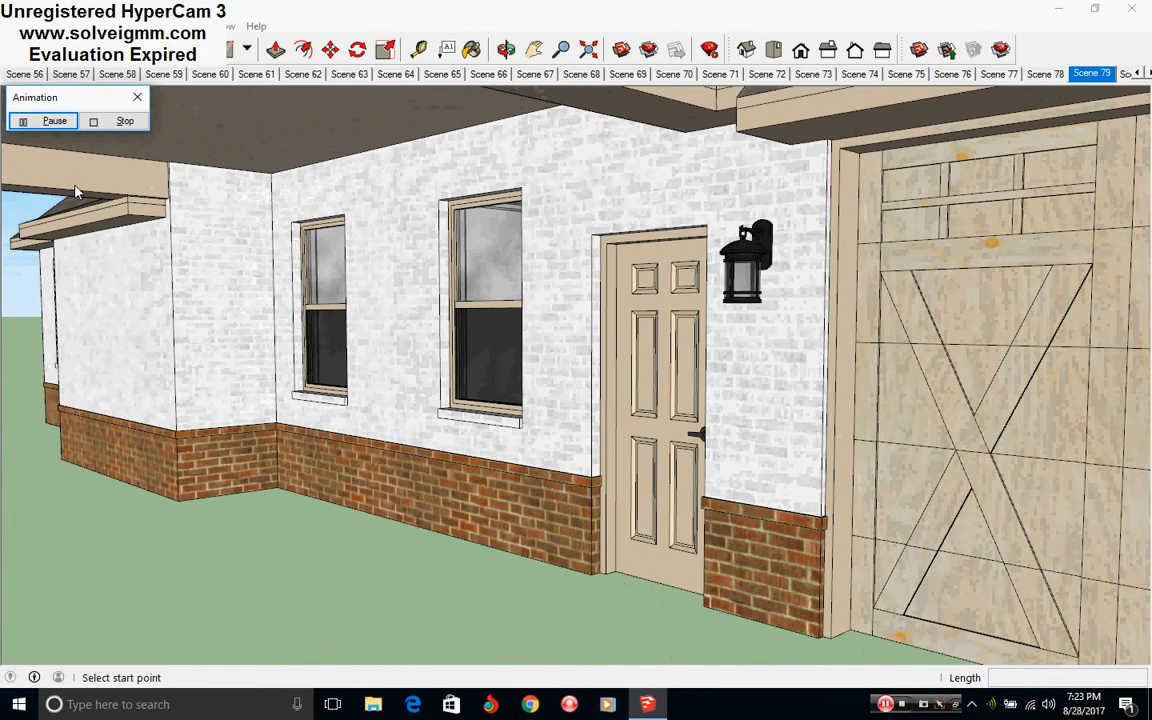 Unregistered HyperCam 3
www.solveigmm.com
Evaluation Expired
Help
Scene 56 Scene 57 Scene 58 Scene 59 Scene 60 Scene 61 Scene 62 Scene 63 Scene 64 Scene 65 Scene 66 Scene 67 Scene 68 Scene 69 Scene 70 Scene 71 Scene 72 Scene 73 Scene 74 Scene 75 Scene 76 Scene 77 Scene 78 Scene 79
Animation
Pause Stop
Select start point Length
Type here to search
7:23 PM
8/28/2017